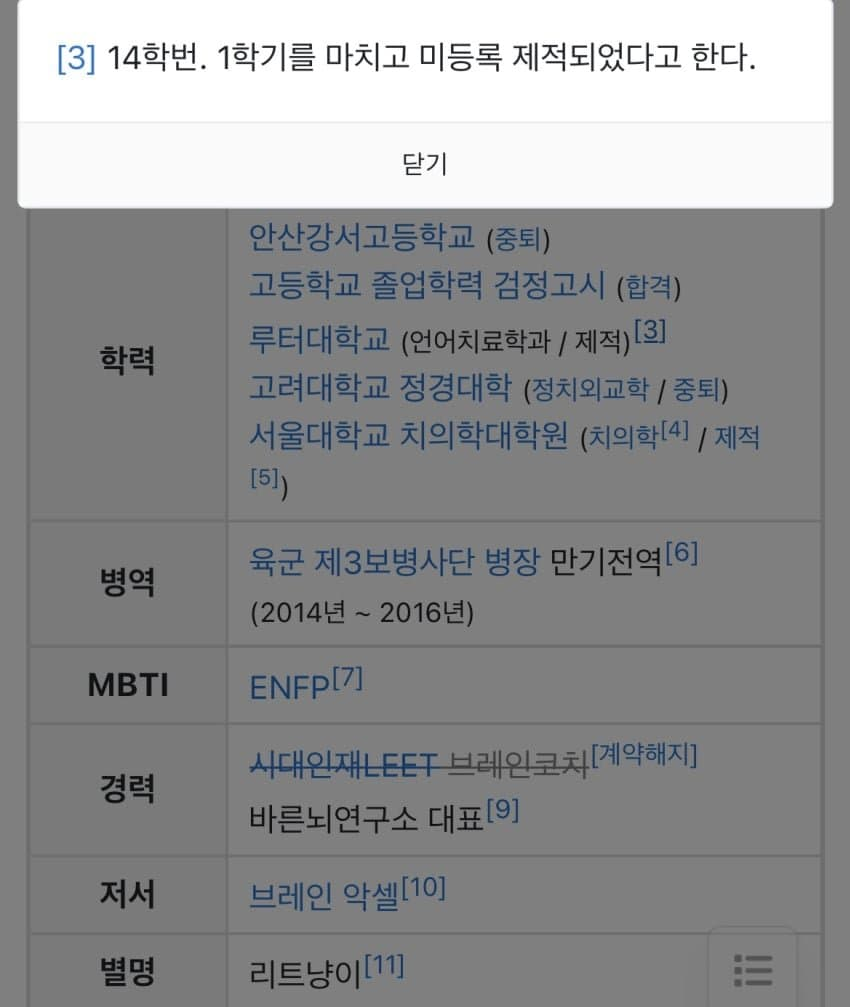 [3] 14학번. 1학기를 마치고 미등록 제적되었다고 한다.
닫기
학력
안산강서고등학교 (중퇴)
고등학교 졸업학력 검정고시 (합격)
루터대학교 (언어치료학과 / 제적)[3]
고려대학교 정경대학 (정치외교학 / 중퇴)
서울대학교 치의학대학원 (치의학[4] / 제적
[5])
병역
육군 제3보병사단 병장 만기전역[6]
(2014년 ~ 2016년)
MBTI
ENFP[7]
경력
시대인재LEET 브레인코치[계약해지]
바른뇌연구소 대표[9]
저서
브레인 악셀[10]
별명
리트냥이[11]